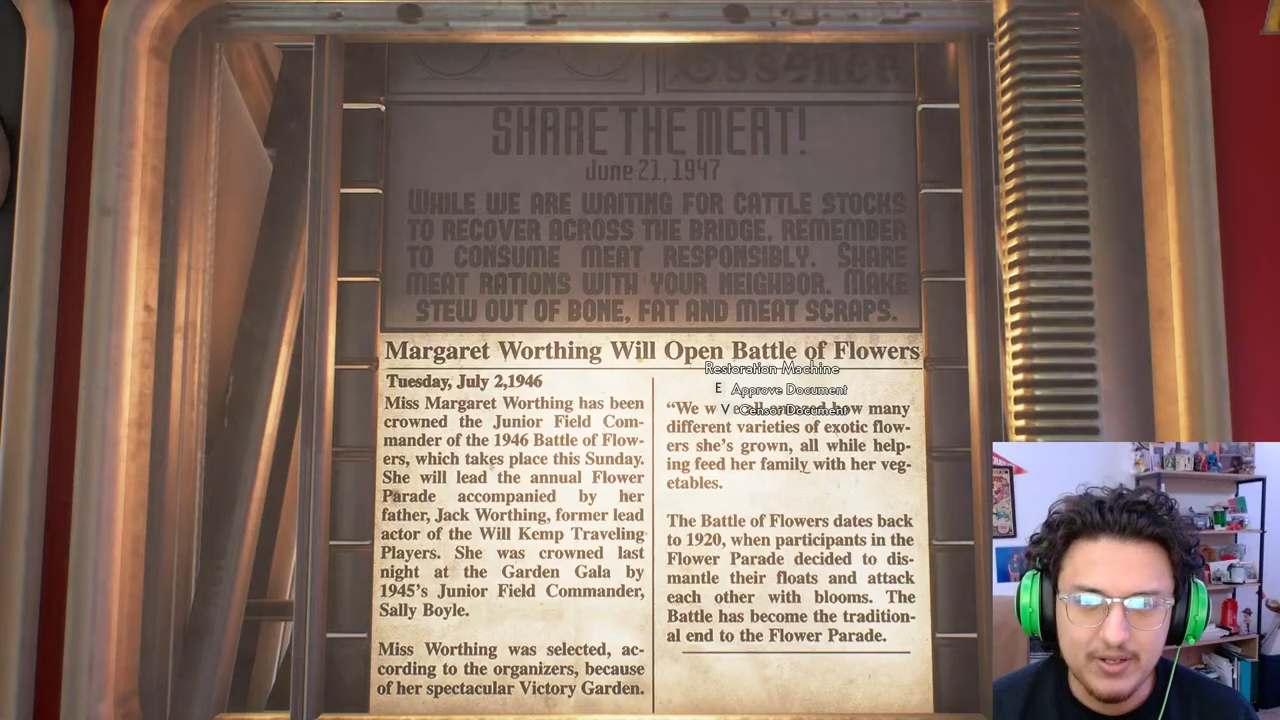 Essence
SHARE THE MEAT!
June 21, 1947
WHILE WE ARE WAITING FOR CATTLE STOCKS
TO RECOVER ACROSS THE BRIDGE, REMEMBER
TO CONSUME MEAT RESPONSIBLY. SHARE
MEAT RATIONS WITH YOUR NEIGHBOR. MAKE
STEW OUT OF BONE, FAT AND MEAT SCRAPS.
Margaret Worthing Will Open Battle of Flowers
Tuesday, July 2,1946
Miss Margaret Worthing has been
crowned the Junior Field Com-
mander of the 1946 Battle of Flow-
ers, which takes place this Sunday.
She will lead the annual Flower
Parade accompanied by her
father, Jack Worthing, former lead
actor of the Will Kemp Traveling
Players. She was crowned last
night at the Garden Gala by
1945's Junior Field Commander,
Sally Boyle.
Miss Worthing was selected, ac-
cording to the organizers, because
of her spectacular Victory Garden.
Restoration Machine
E Approve Document
V Censor Document
“We how many
different varieties of exotic flow-
ers she's grown, all while help-
ing feed her family with her veg-
etables.
The Battle of Flowers dates back
to 1920, when participants in the
Flower Parade decided to dis-
mantle their floats and attack
each other with blooms. The
Battle has become the tradition-
al end to the Flower Parade.